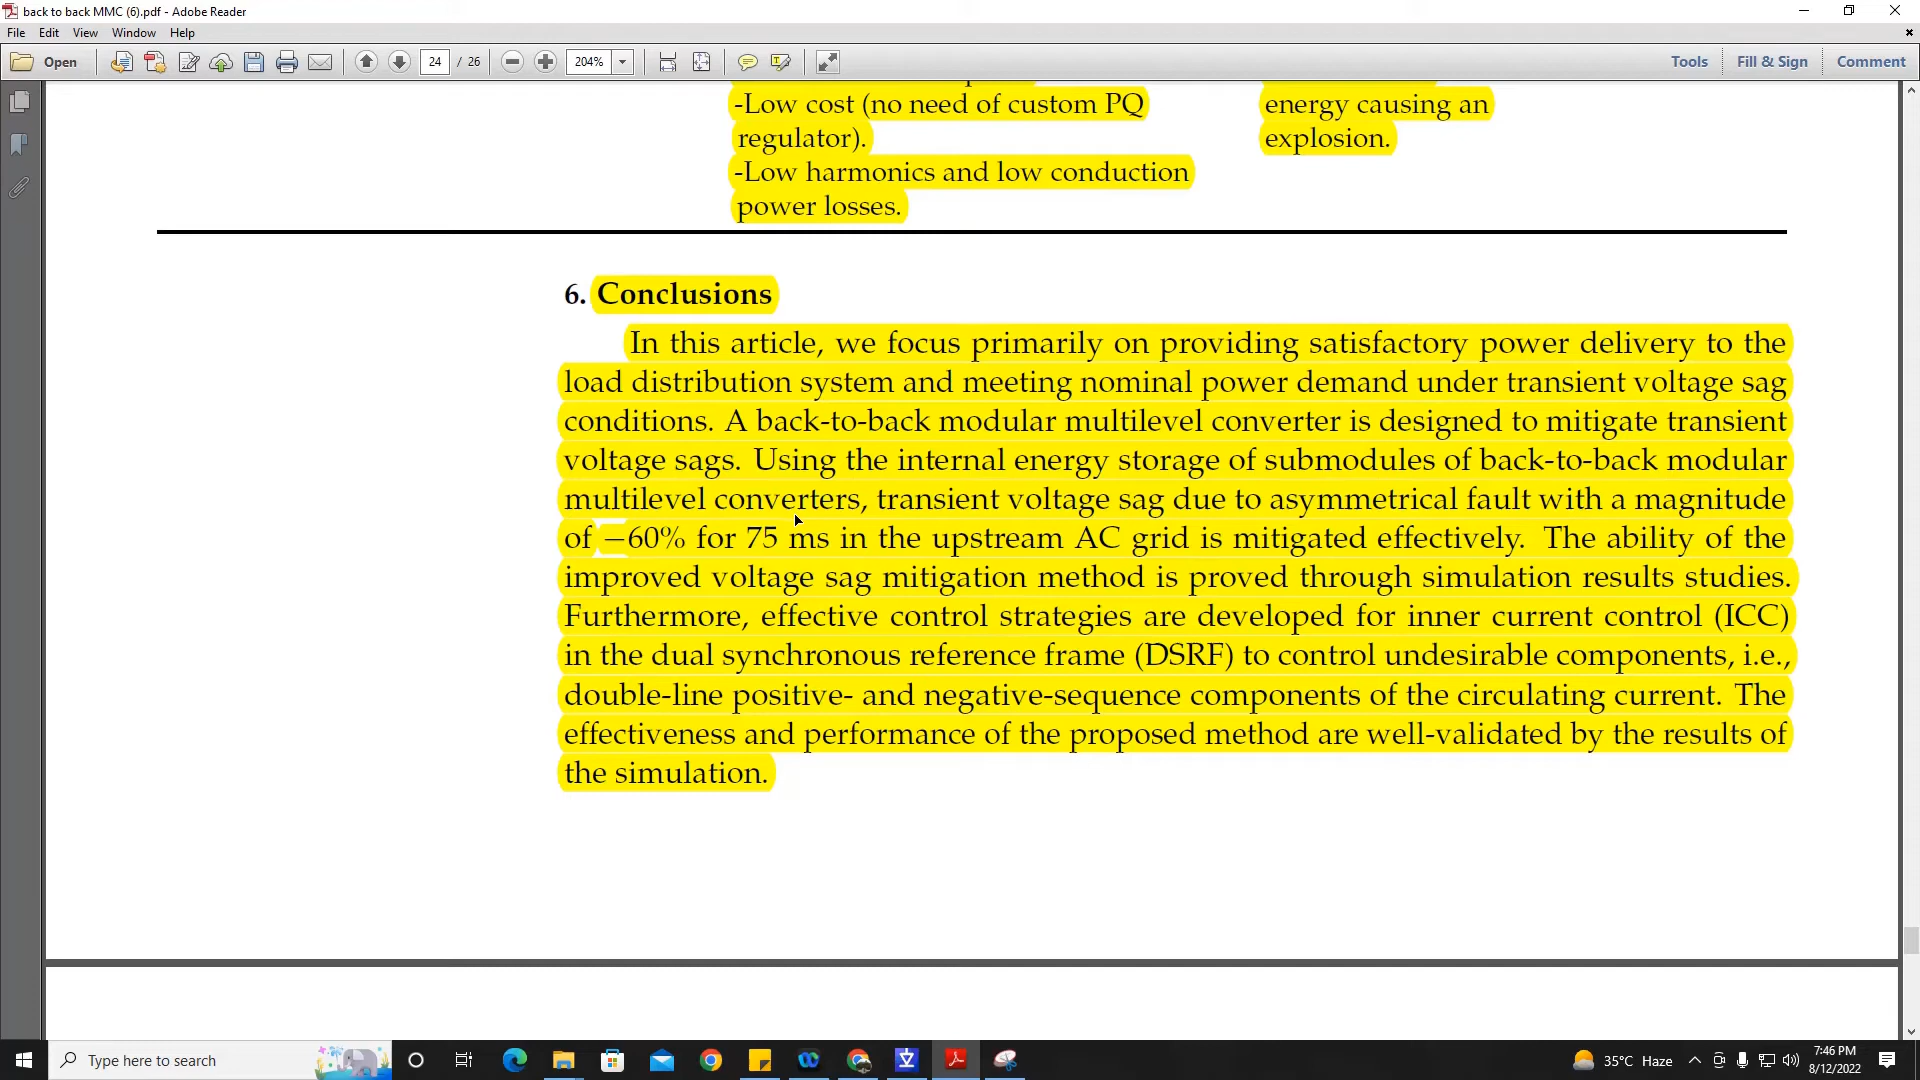 back to back MMC (6).pdf - Adobe Reader
File Edit View Window Help
Open 24 / 26 204% Tools Fill & Sign Comment
-Low cost (no need of custom PQ
regulator).
-Low harmonics and low conduction
power losses.
energy causing an
explosion.
6. Conclusions
In this article, we focus primarily on providing satisfactory power delivery to the
load distribution system and meeting nominal power demand under transient voltage sag
conditions. A back-to-back modular multilevel converter is designed to mitigate transient
voltage sags. Using the internal energy storage of submodules of back-to-back modular
multilevel converters, transient voltage sag due to asymmetrical fault with a magnitude
of −60% for 75 ms in the upstream AC grid is mitigated effectively. The ability of the
improved voltage sag mitigation method is proved through simulation results studies.
Furthermore, effective control strategies are developed for inner current control (ICC)
in the dual synchronous reference frame (DSRF) to control undesirable components, i.e.,
double-line positive- and negative-sequence components of the circulating current. The
effectiveness and performance of the proposed method are well-validated by the results of
the simulation.
Type here to search
35°C Haze
7:46 PM
8/12/2022